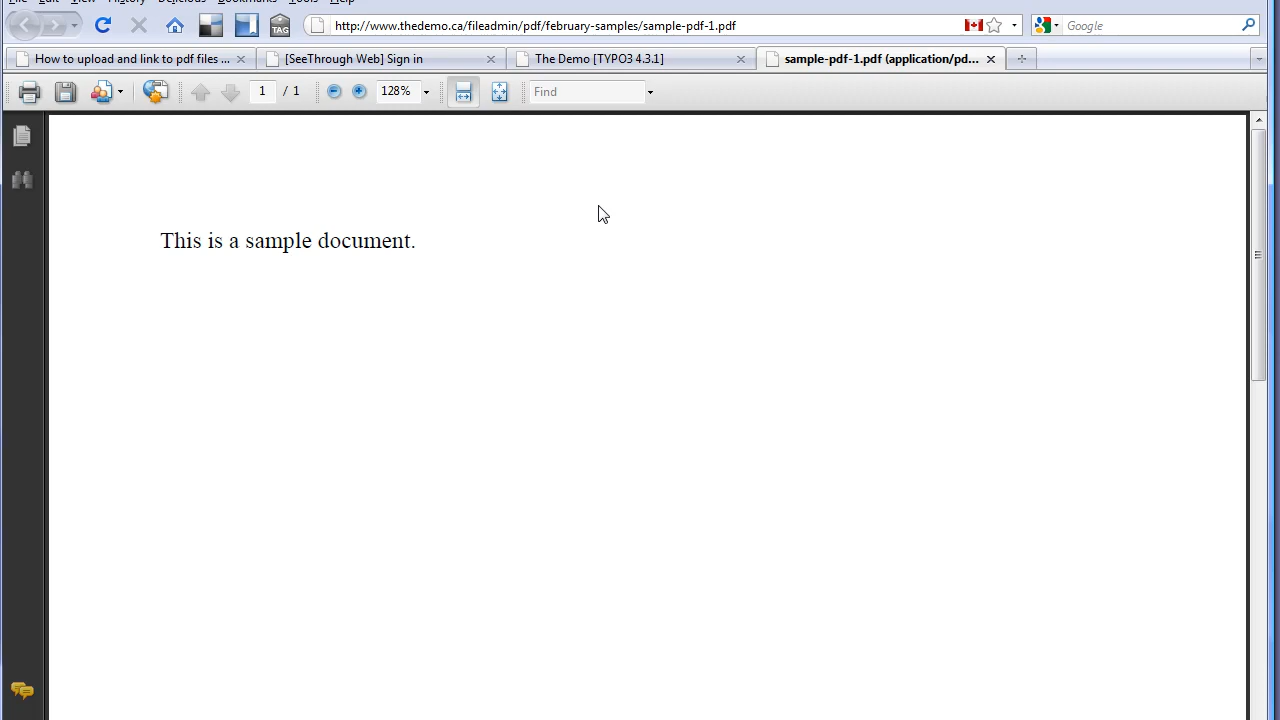 File Edit View History Delicious Bookmarks Tools Help
TAG http://www.thedemo.ca/fileadmin/pdf/february-samples/sample-pdf-1.pdf Google
How to upload and link to pdf files ... [SeeThrough Web] Sign in The Demo [TYPO3 4.3.1] sample-pdf-1.pdf (application/pd...
1 / 1 128% Find
This is a sample document.